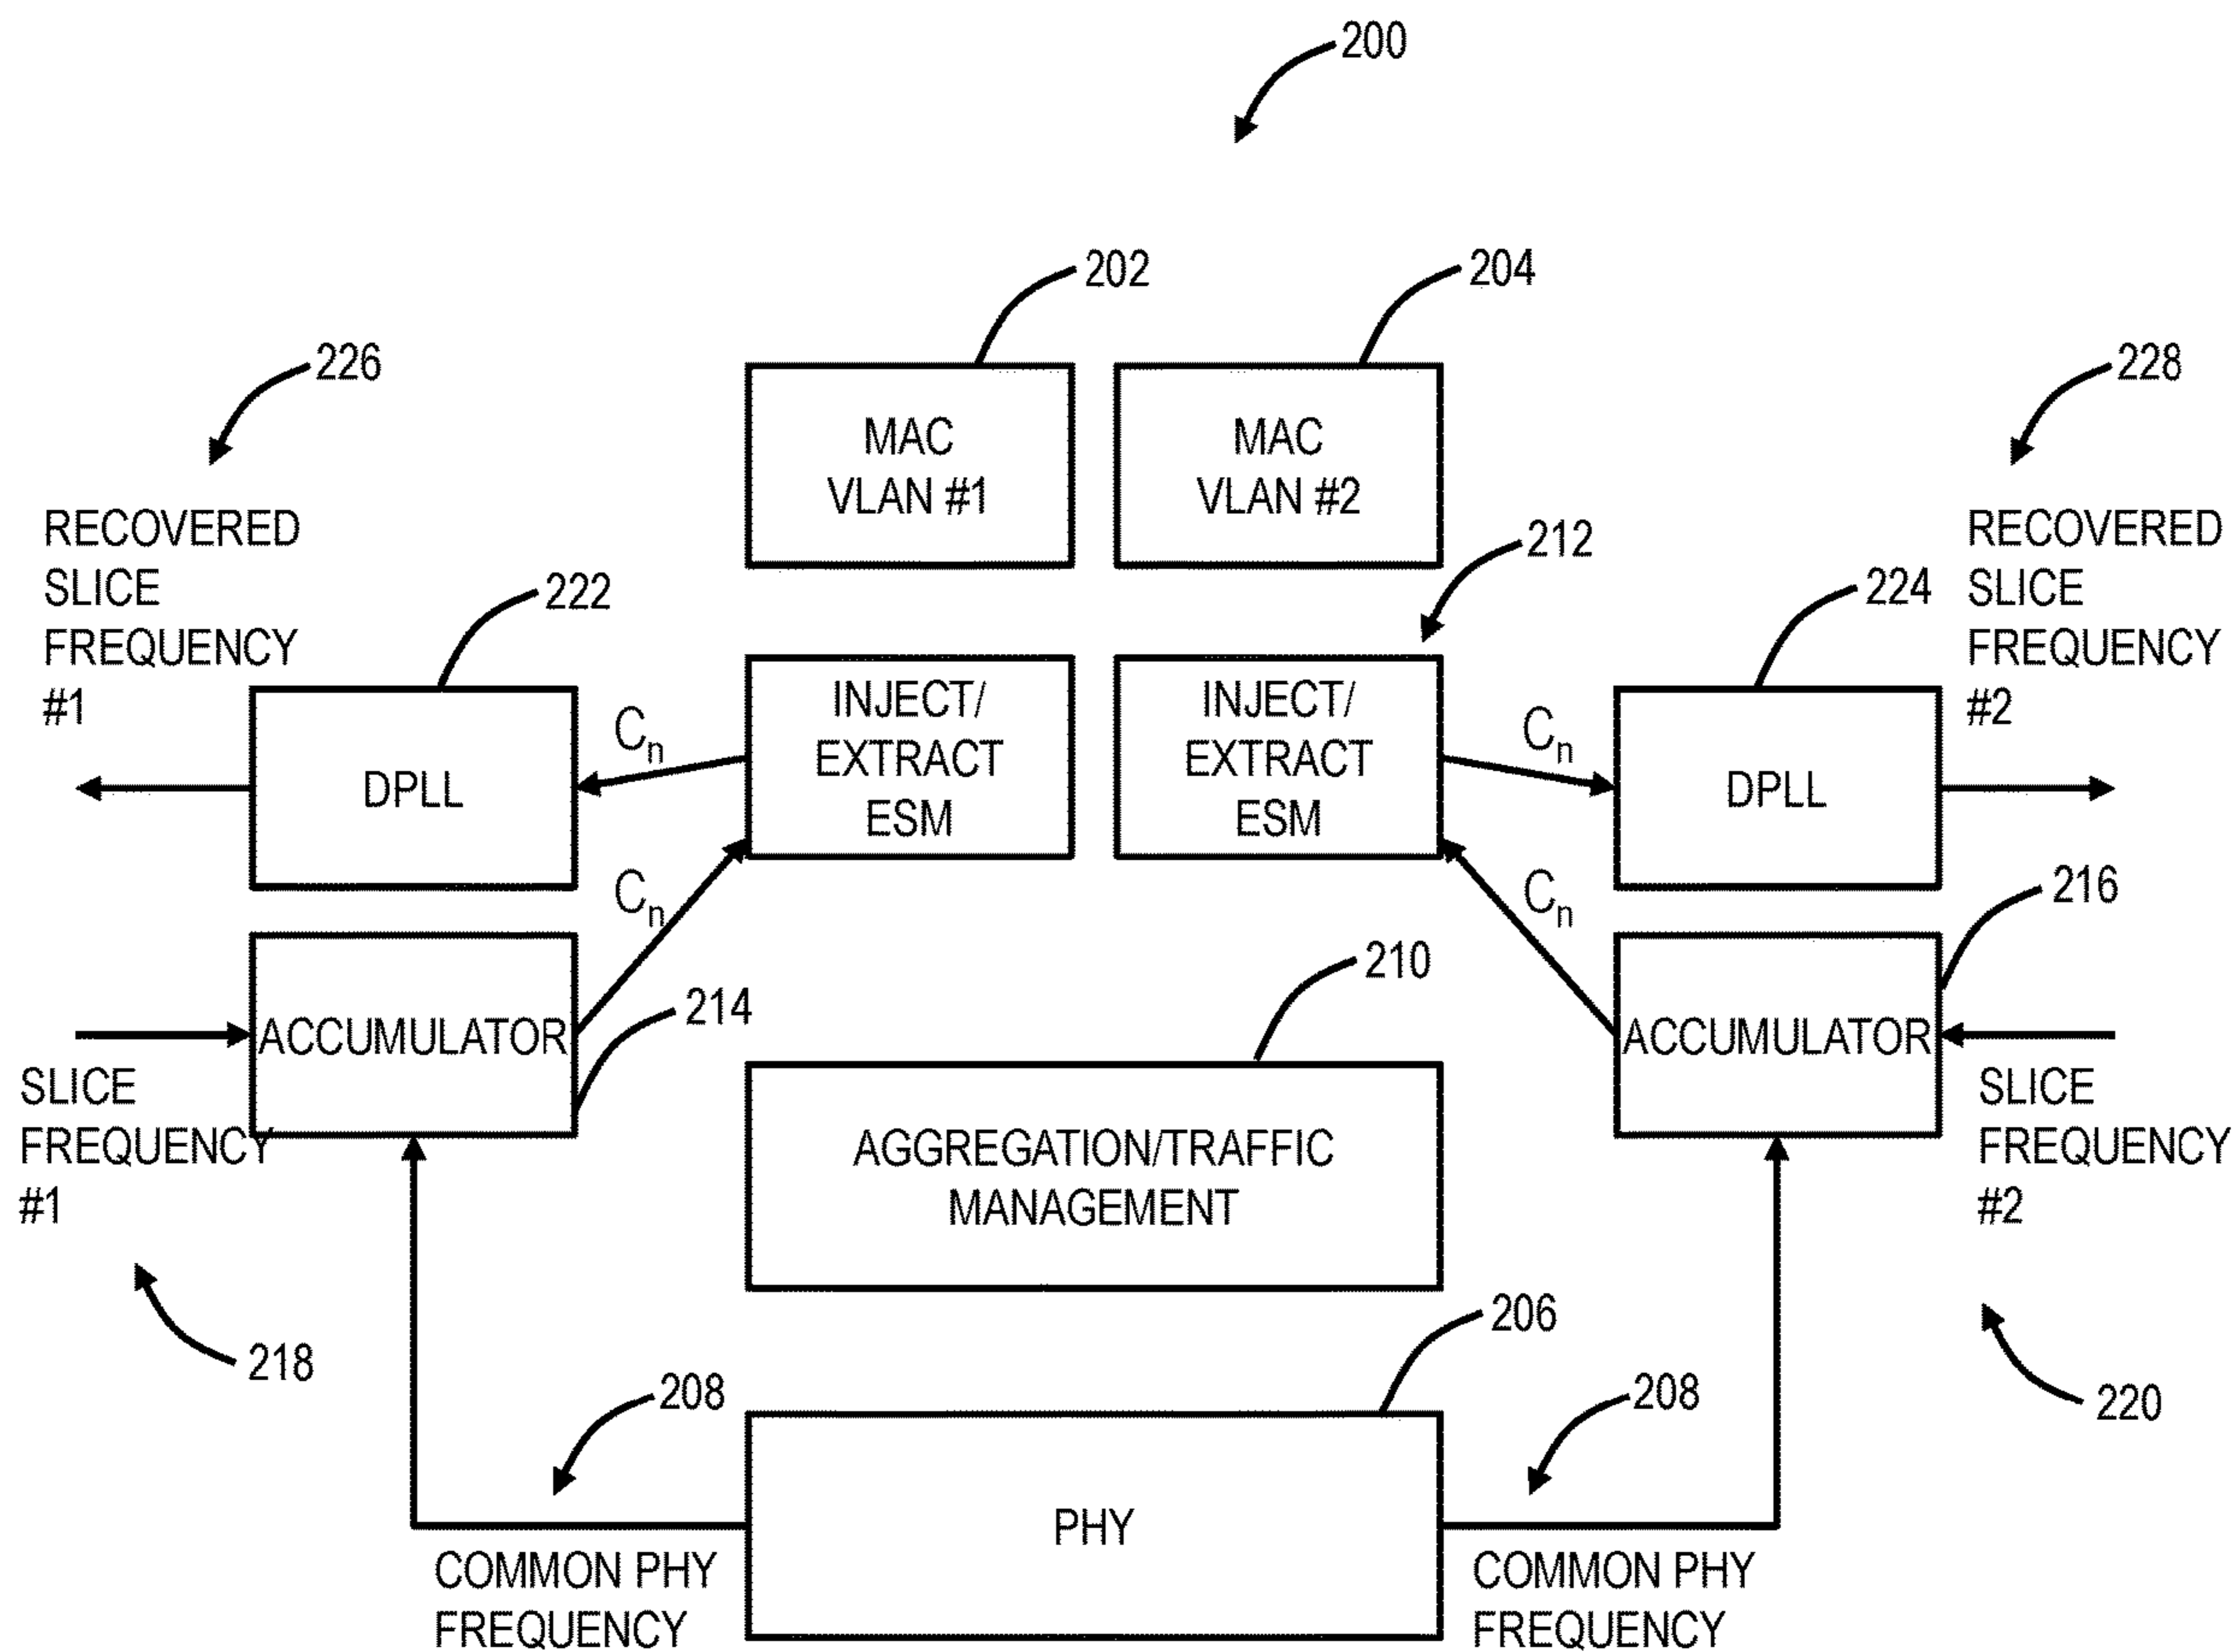 200
202
204
226
228
MAC
VLAN #1
MAC
VLAN #2
RECOVERED
SLICE
FREQUENCY
#1
212
RECOVERED
SLICE
FREQUENCY
#2
222
224
INJECT/
EXTRACT
ESM
INJECT/
EXTRACT
ESM
Cn
Cn
DPLL
DPLL
Cn
Cn
216
210
214
ACCUMULATOR
ACCUMULATOR
SLICE
FREQUENCY
#1
SLICE
FREQUENCY
#2
AGGREGATION/TRAFFIC
MANAGEMENT
206
218
208
208
220
PHY
COMMON PHY
FREQUENCY
COMMON PHY
FREQUENCY